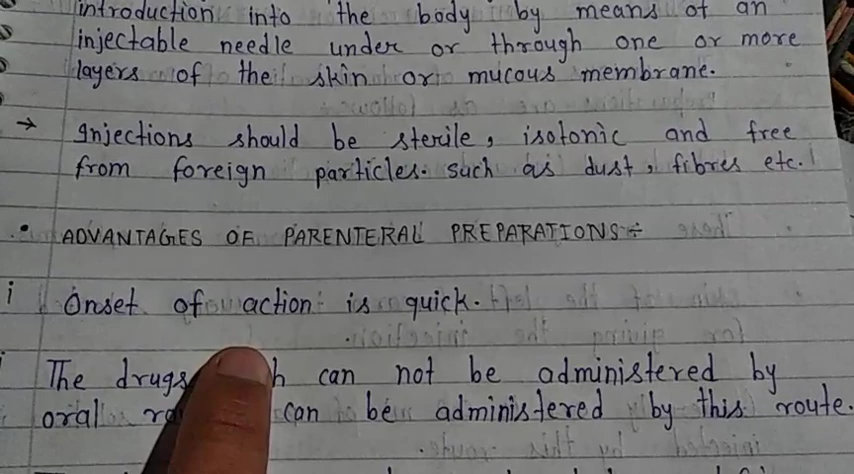 introduction into the body by means of an
injectable needle under or through one or more
layers of the skin or mucous membrane.
→ Injections should be sterile, isotonic and free
from foreign particles. such as dust, fibres etc.
• ADVANTAGES OF PARENTERAL PREPARATIONS÷
i Onset of action is quick.
The drugs can not be administered by
oral can be administered by this route.